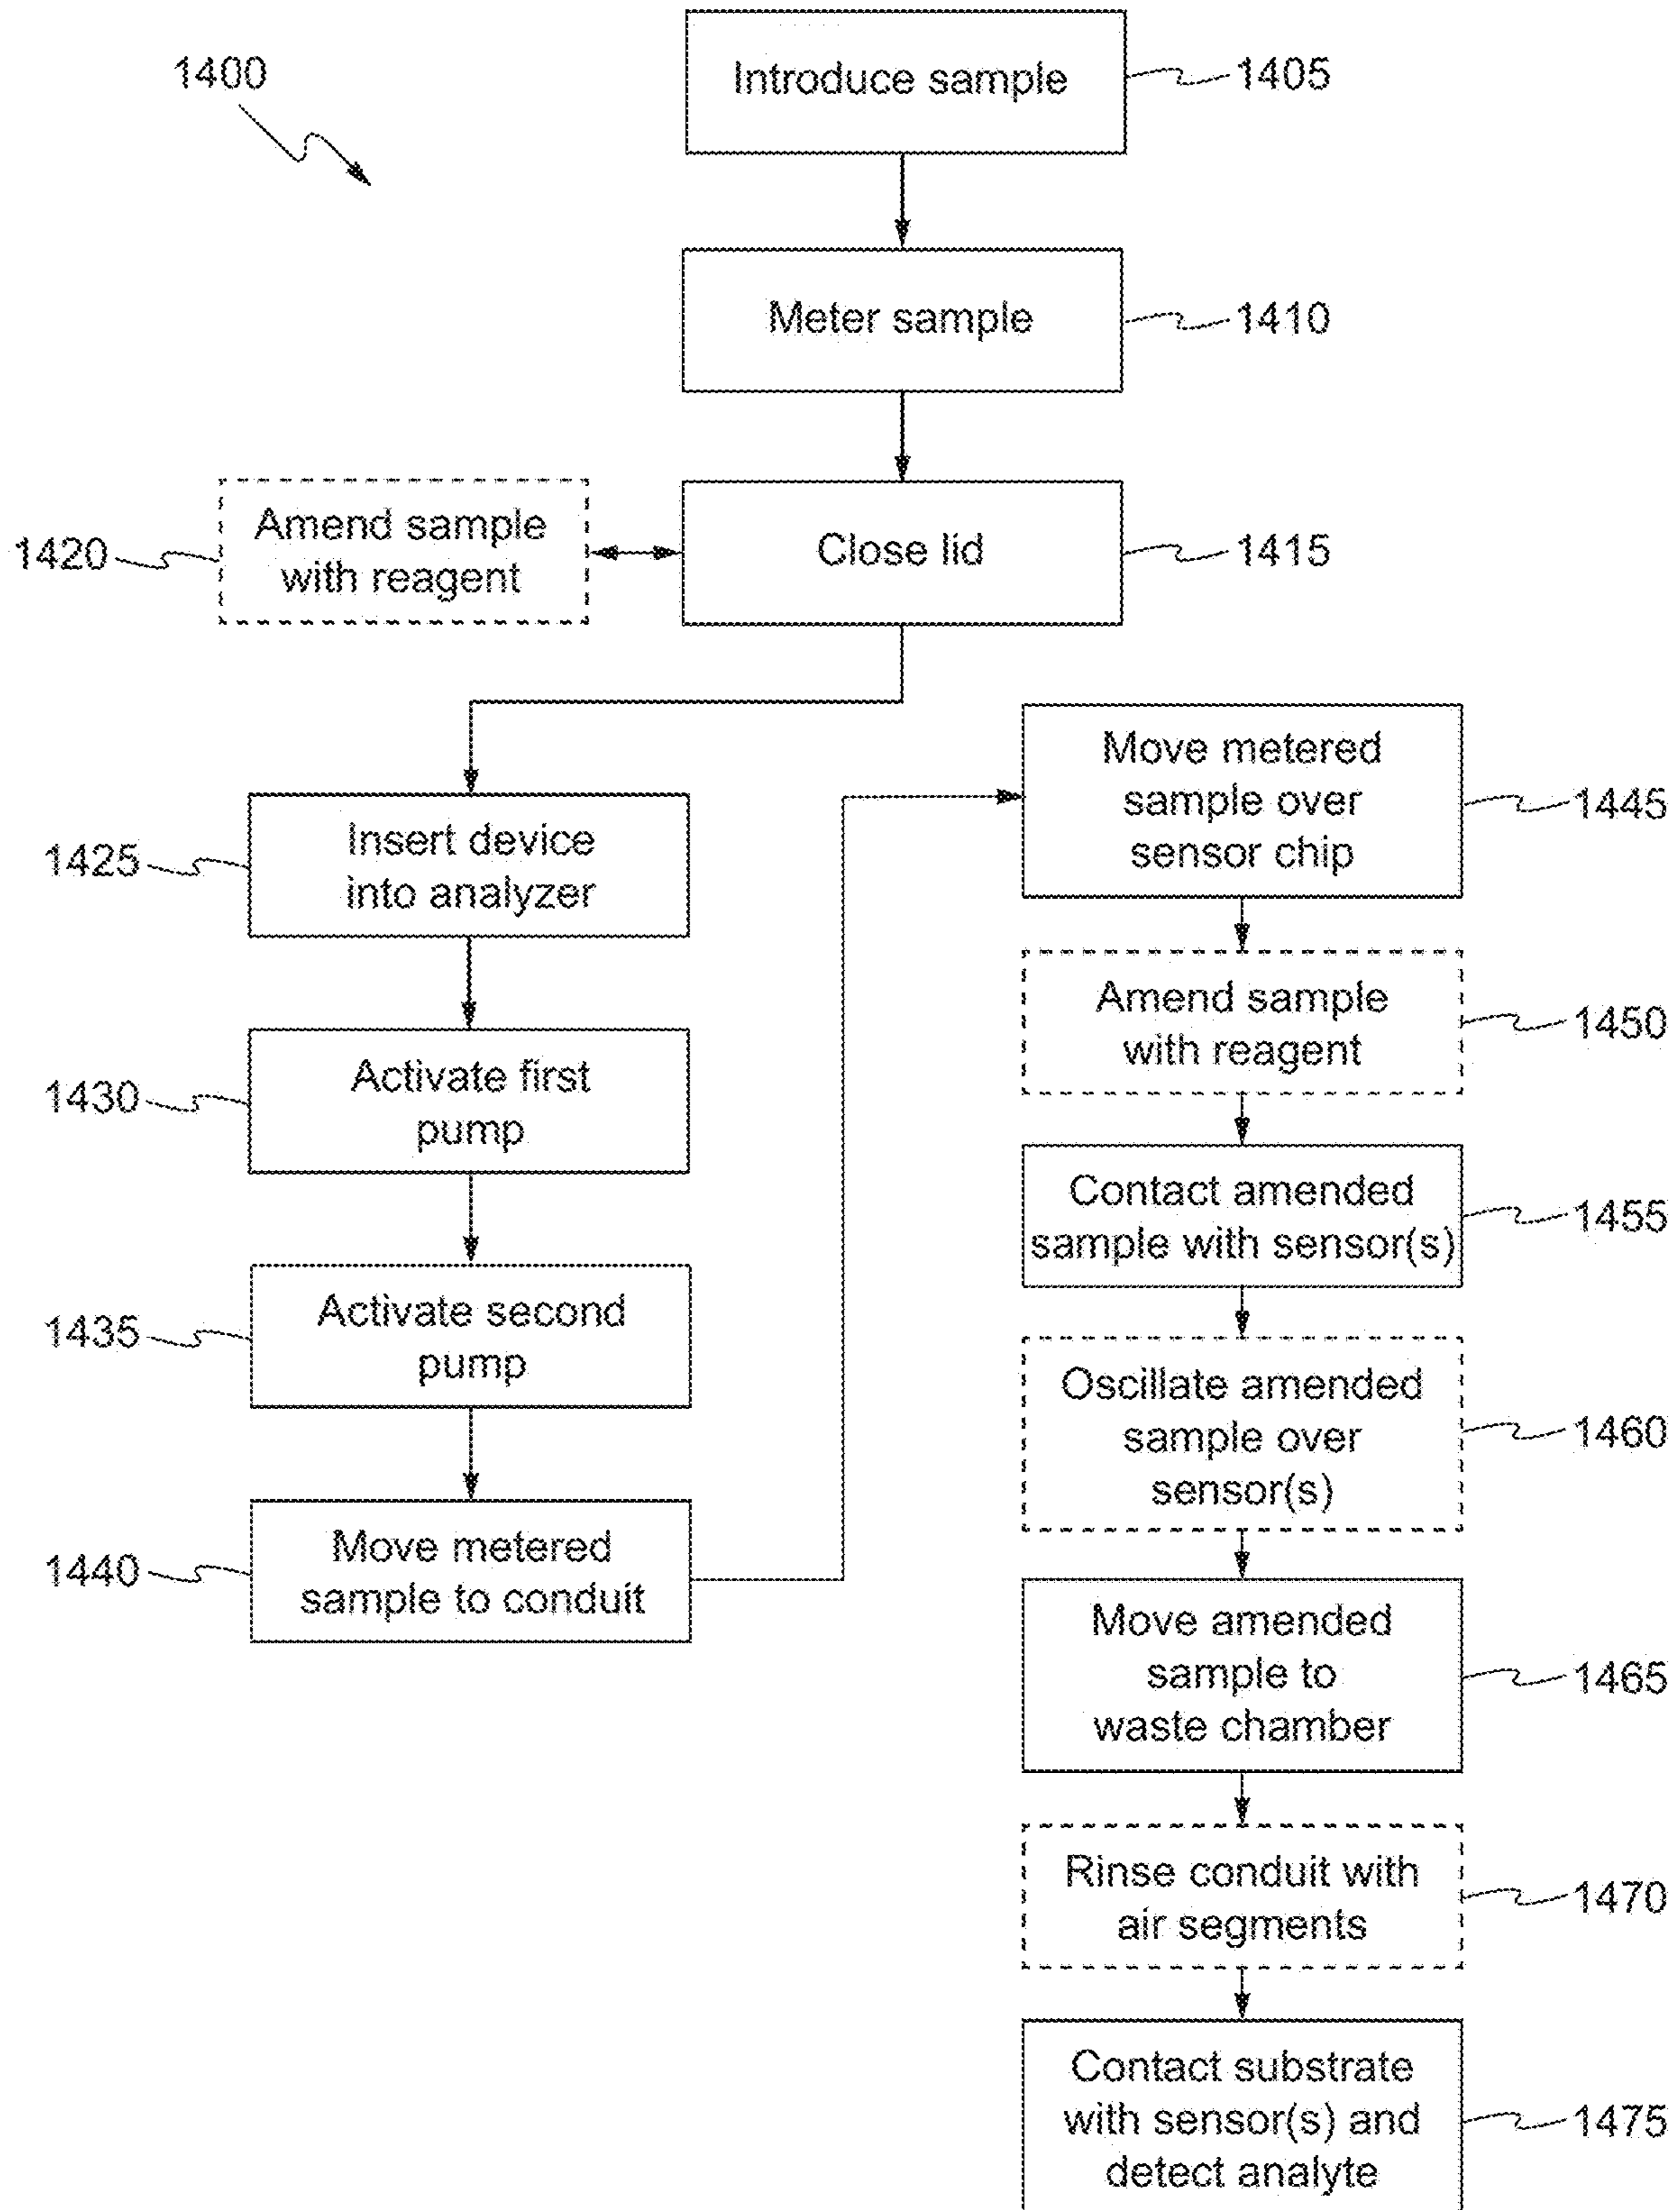 1400
Introduce sample
1405
Meter sample
1410
Close lid
1415
Amend sample
with reagent
1420
Insert device
into analyzer
1425
Activate first
pump
1430
Activate second
pump
1435
Move metered
sample to conduit
1440
Move metered
sample over
sensor chip
1445
Amend sample
with reagent
1450
Contact amended
sample with sensor(s)
1455
Oscillate amended
sample over
sensor(s)
1460
Move amended
sample to
waste chamber
1465
Rinse conduit with
air segments
1470
Contact substrate
with sensor(s) and
detect analyte
1475